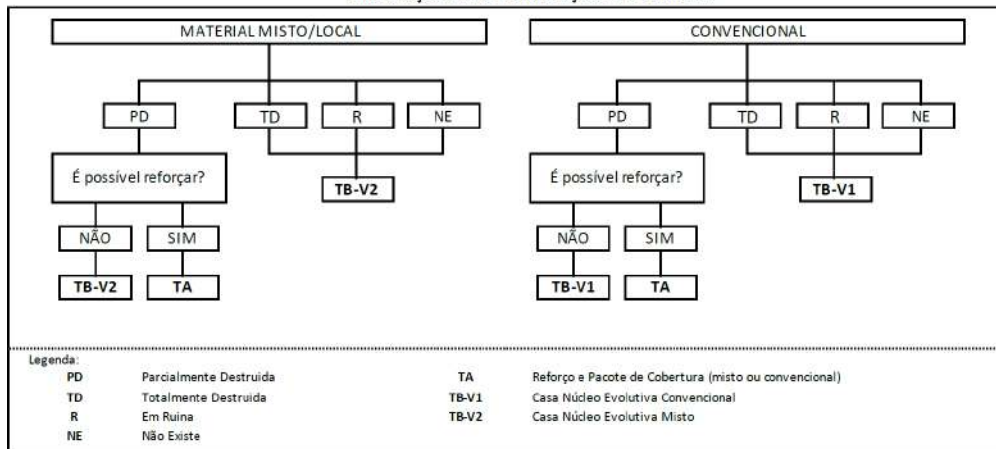 MATERIAL MISTO/LOCAL
PD TD R NE
É possível reforçar?
TB-V2
NÃO SIM
TB-V2 TA
CONVENCIONAL
PD TD R NE
É possível reforçar?
TB-V1
NÃO SIM
TB-V1 TA
Legenda:
PD Parcialmente Destruida
TD Totalmente Destruida
R Em Ruina
NE Não Existe
TA Reforço e Pacote de Cobertura (misto ou convencional)
TB-V1 Casa Núcleo Evolutiva Convencional
TB-V2 Casa Núcleo Evolutiva Misto